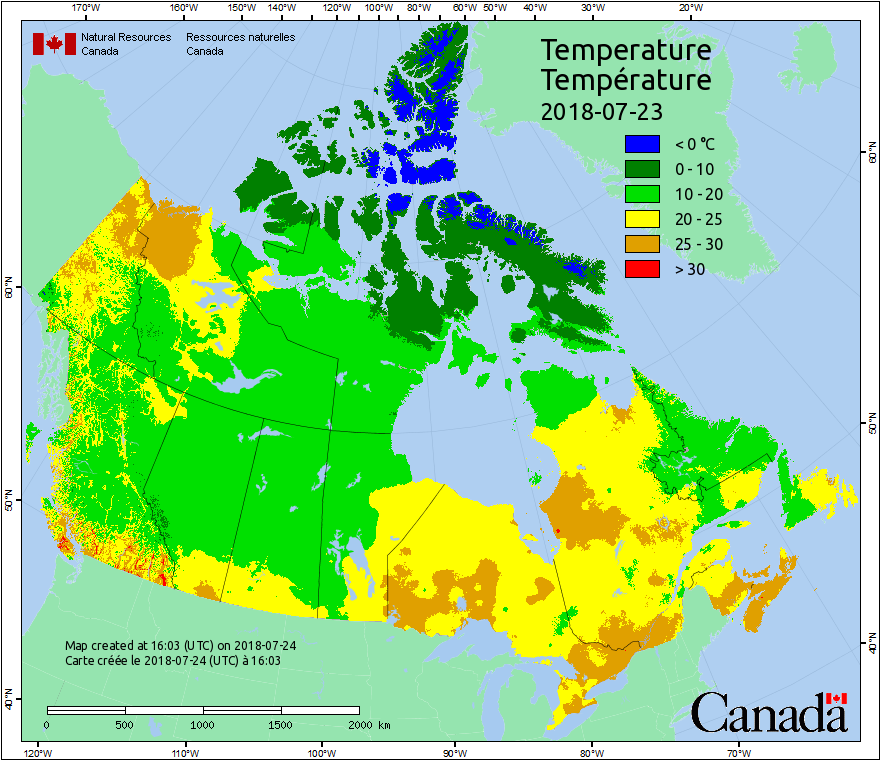 170°W 160°W 150°W 140°W 130°W 120°W 110°W 100°W 80°W 60°W 50°W 40°W 30°W 20°W
Natural Resources Ressources naturelles
Canada Canada
Temperature
Température
2018-07-23
< 0 °C
0 - 10
10 - 20
20 - 25
25 - 30
> 30
60°N 60°N
50°N 50°N
40°N 40°N
Map created at 16:03 (UTC) on 2018-07-24
Carte créée le 2018-07-24 (UTC) à 16:03
0 500 1000 1500 2000 km
Canada
120°W 110°W 100°W 90°W 80°W 70°W